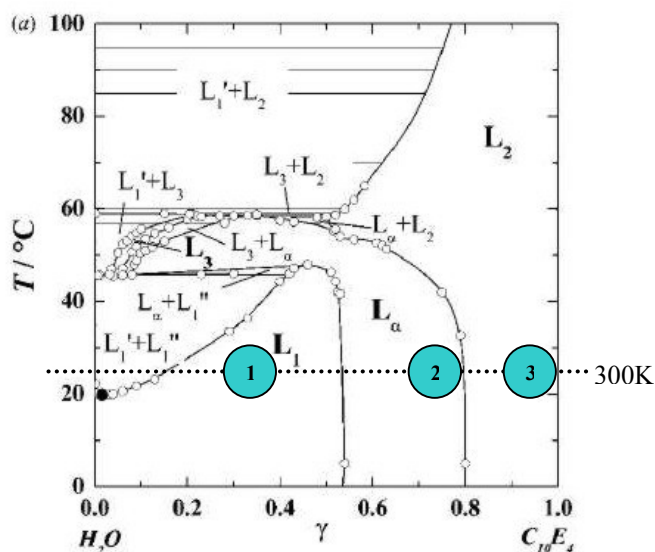 (a)
100
80
60
40
20
0
T / °C
L₁'+L₂
L₂
L₃+L₂
L₁'+L₃
Lα+L₂
L₃+Lα
L₃
Lα+L₁"
Lα
L₁'+L₁"
L₁
1
2
3
300K
0.0
0.2
0.4
0.6
0.8
1.0
H₂O
γ
C₁₀E₄